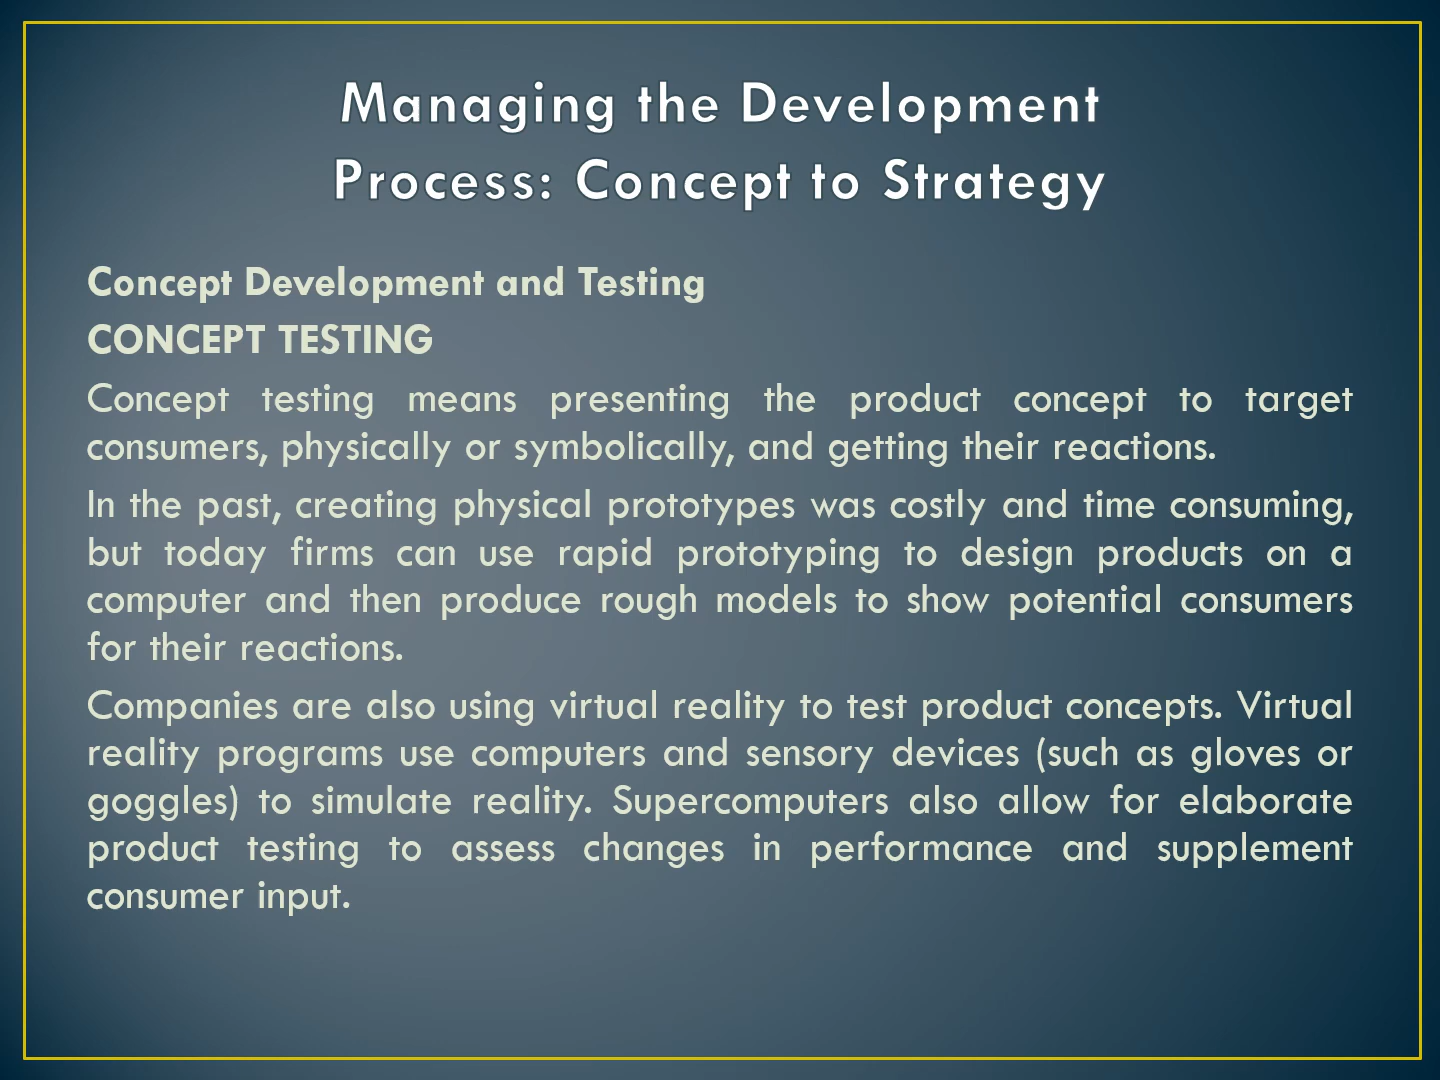 Managing the Development
Process: Concept to Strategy
Concept Development and Testing
CONCEPT TESTING
Concept testing means presenting the product concept to target
consumers, physically or symbolically, and getting their reactions.
In the past, creating physical prototypes was costly and time consuming,
but today firms can use rapid prototyping to design products on a
computer and then produce rough models to show potential consumers
for their reactions.
Companies are also using virtual reality to test product concepts. Virtual
reality programs use computers and sensory devices (such as gloves or
goggles) to simulate reality. Supercomputers also allow for elaborate
product testing to assess changes in performance and supplement
consumer input.